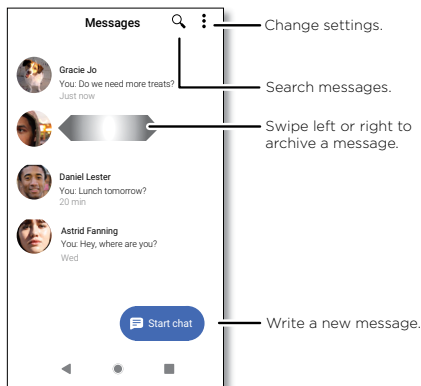 Messages
Change settings.
Gracie Jo
You: Do we need more treats?
Just now
Search messages.
Swipe left or right to
archive a message.
Daniel Lester
You: Lunch tomorrow?
20 min
Astrid Fanning
You: Hey, where are you?
Wed
Start chat
Write a new message.